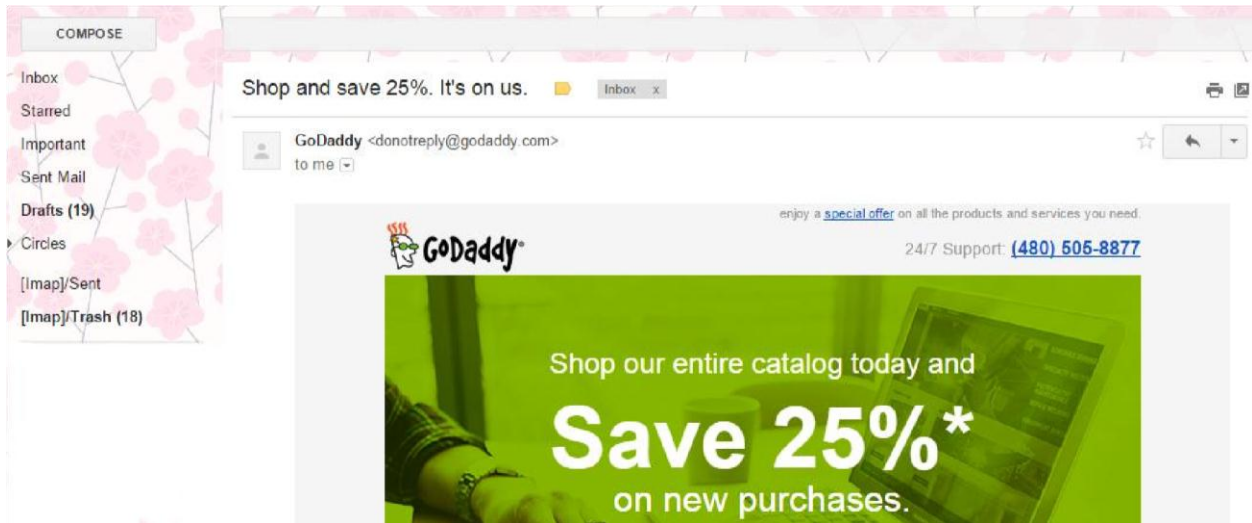 COMPOSE
Inbox
Starred
Important
Sent Mail
Drafts (19)
Circles
[Imap]/Sent
[Imap]/Trash (18)
Shop and save 25%. It's on us.
Inbox x
GoDaddy <donotreply@godaddy.com>
to me
enjoy a special offer on all the products and services you need.
GoDaddy
24/7 Support: (480) 505-8877
Shop our entire catalog today and
Save 25%*
on new purchases.